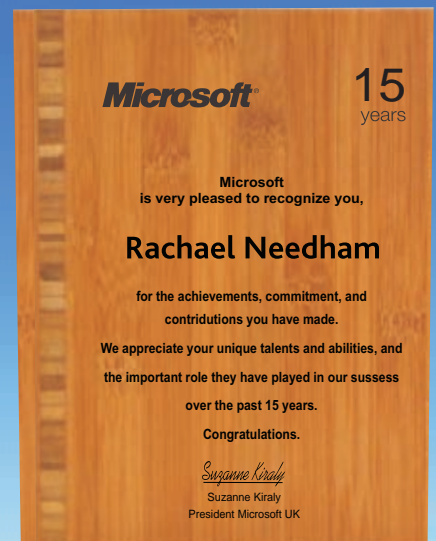 Microsoft®
15
years
Microsoft
is very pleased to recognize you,
Rachael Needham
for the achievements, commitment, and
contridutions you have made.
We appreciate your unique talents and abilities, and
the important role they have played in our sussess
over the past 15 years.
Congratulations.
Suzanne Kiraly
Suzanne Kiraly
President Microsoft UK